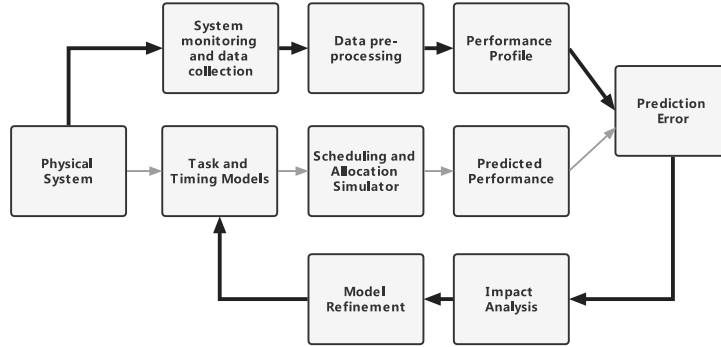 System
monitoring
and data
collection
Data pre-
processing
Performance
Profile
Prediction
Error
Physical
System
Task and
Timing Models
Scheduling and
Allocation
Simulator
Predicted
Performance
Model
Refinement
Impact
Analysis